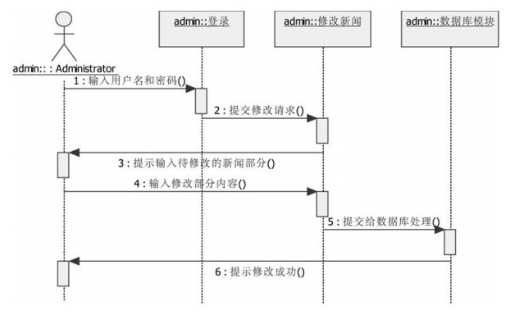 admin::登录
admin::修改新闻
admin::数据库模块
admin: : Administrator
1:输入用户名和密码()
2:提交修改请求()
3:提示输入待修改的新闻部分()
4:输入修改部分内容()
5:提交给数据库处理()
6:提示修改成功()